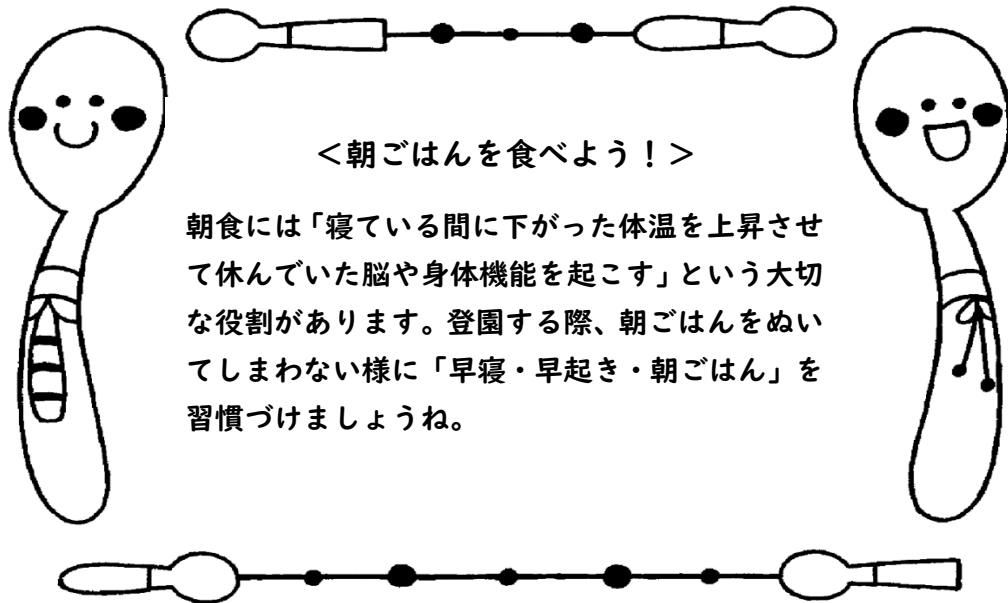 ＜朝ごはんを食べよう！＞
朝食には「寝ている間に下がった体温を上昇させ
て休んでいた脳や身体機能を起こす」という大切
な役割があります。登園する際、朝ごはんをぬい
てしまわない様に「早寝・早起き・朝ごはん」を
習慣づけましょうね。